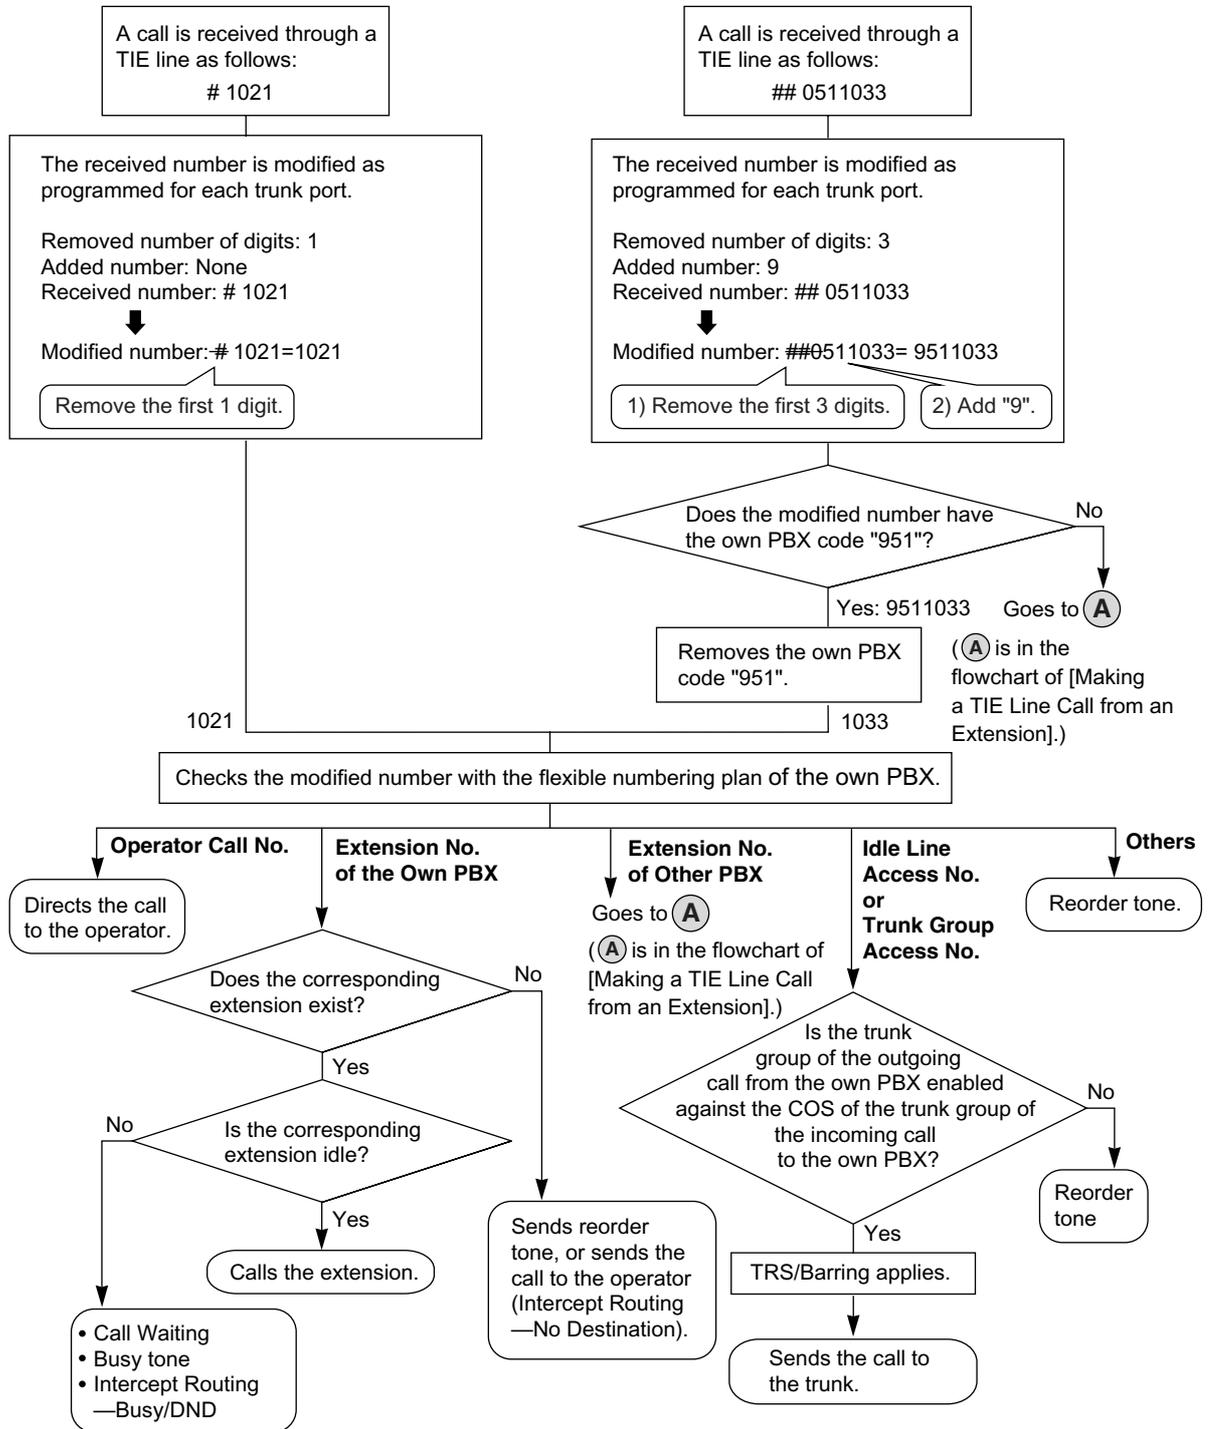 A call is received through a
TIE line as follows:
# 1021
A call is received through a
TIE line as follows:
## 0511033
The received number is modified as
programmed for each trunk port.
Removed number of digits: 1
Added number: None
Received number: # 1021
Modified number: # 1021=1021
Remove the first 1 digit.
The received number is modified as
programmed for each trunk port.
Removed number of digits: 3
Added number: 9
Received number: ## 0511033
Modified number: ##0511033= 9511033
1) Remove the first 3 digits.
2) Add "9".
Does the modified number have
the own PBX code "951"?
No
Yes: 9511033
Goes to A
(A is in the
flowchart of [Making
a TIE Line Call from an
Extension].)
Removes the own PBX
code "951".
1021
1033
Checks the modified number with the flexible numbering plan of the own PBX.
Operator Call No.
Directs the call
to the operator.
Extension No.
of the Own PBX
Extension No.
of Other PBX
Goes to A
(A is in the flowchart of
[Making a TIE Line Call
from an Extension].)
Idle Line
Access No.
or
Trunk Group
Access No.
Others
Reorder tone.
Does the corresponding
extension exist?
No
Yes
Is the corresponding
extension idle?
No
Yes
Calls the extension.
• Call Waiting
• Busy tone
• Intercept Routing
—Busy/DND
Sends reorder
tone, or sends the
call to the operator
(Intercept Routing
—No Destination).
Is the trunk
group of the outgoing
call from the own PBX enabled
against the COS of the trunk group of
the incoming call
to the own PBX?
No
Reorder
tone
Yes
TRS/Barring applies.
Sends the call to
the trunk.